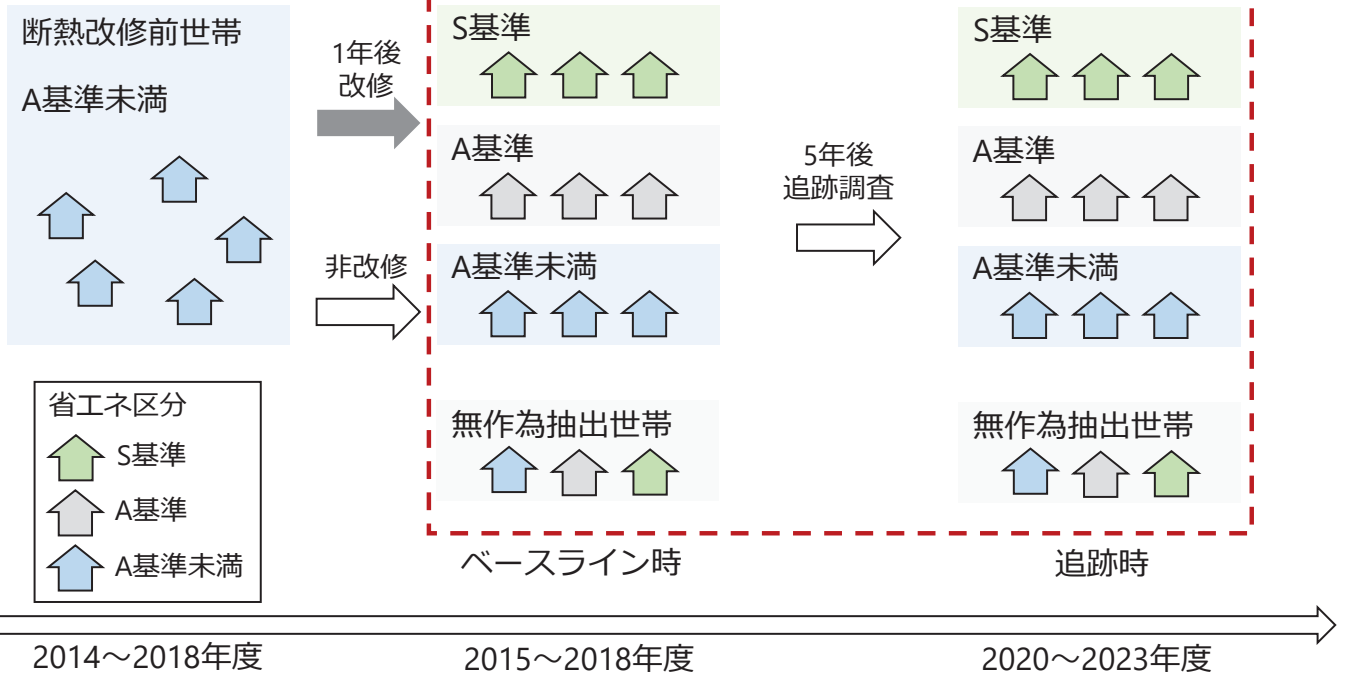 断熱改修前世帯
A基準未満
1年後
改修
非改修
S基準
A基準
A基準未満
無作為抽出世帯
ベースライン時
5年後
追跡調査
S基準
A基準
A基準未満
無作為抽出世帯
追跡時
省エネ区分
S基準
A基準
A基準未満
2014～2018年度
2015～2018年度
2020～2023年度